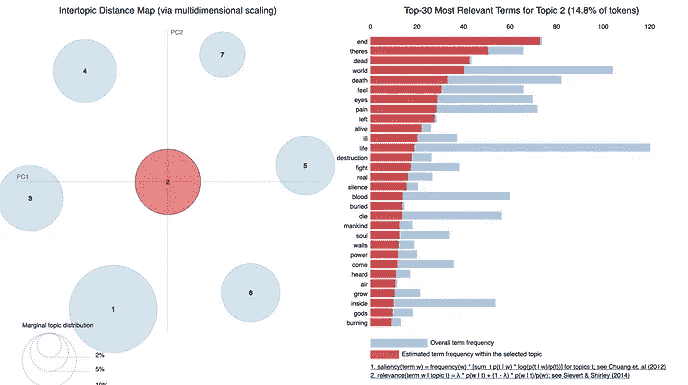 Intertopic Distance Map (via multidimensional scaling)
PC2
PC1
4
7
2
5
3
6
1
Marginal topic distribution
2%
5%
10%
Top-30 Most Relevant Terms for Topic 2 (14.8% of tokens)
0 20 40 60 80 100 120
end
theres
dead
world
death
feel
eyes
pain
left
alive
ill
life
destruction
fight
real
silence
blood
buried
die
mankind
soul
walls
power
come
heard
air
grow
inside
gods
burning
Overall term frequency
Estimated term frequency within the selected topic
1. saliency(term w) = frequency(w) * [sum_t p(t | w) * log(p(t | w)/p(t))] for topics t; see Chuang et. al (2012)
2. relevance(term w | topic t) = λ * p(w | t) + (1 - λ) * p(w | t)/p(w); see Sievert & Shirley (2014)